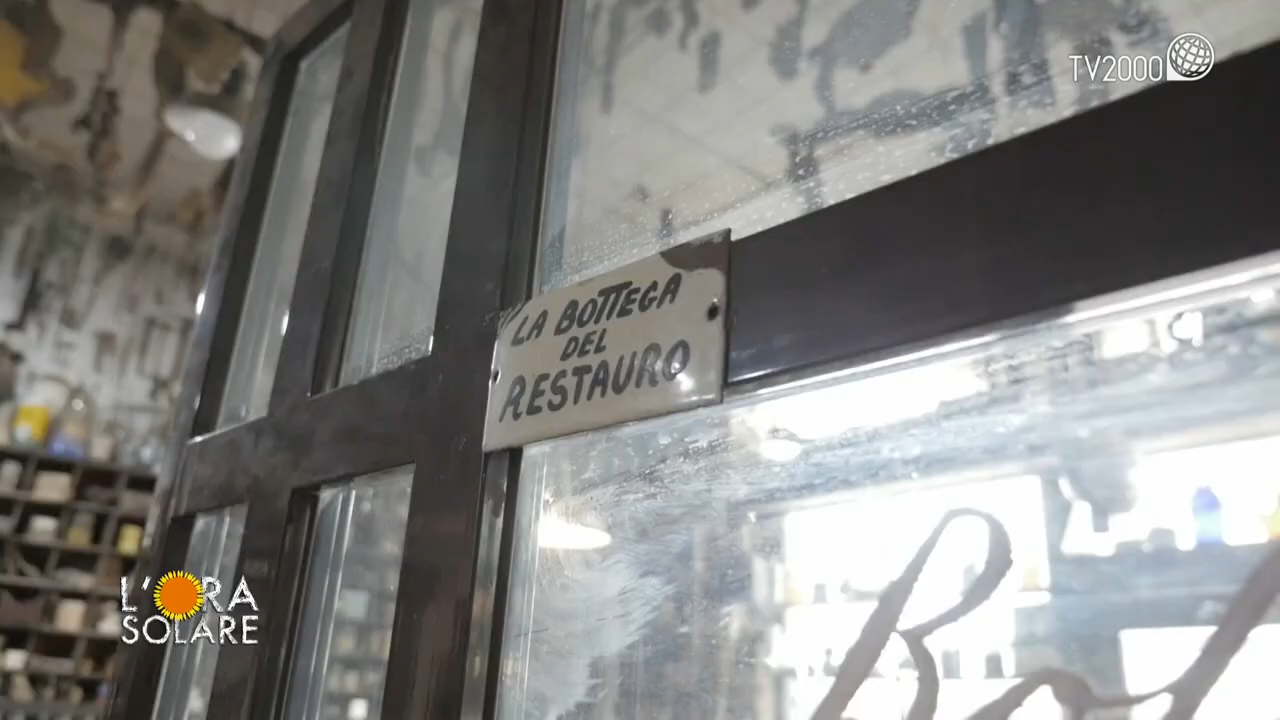 TV2000
LA BOTTEGA
DEL
RESTAURO
L'ORA
SOLARE